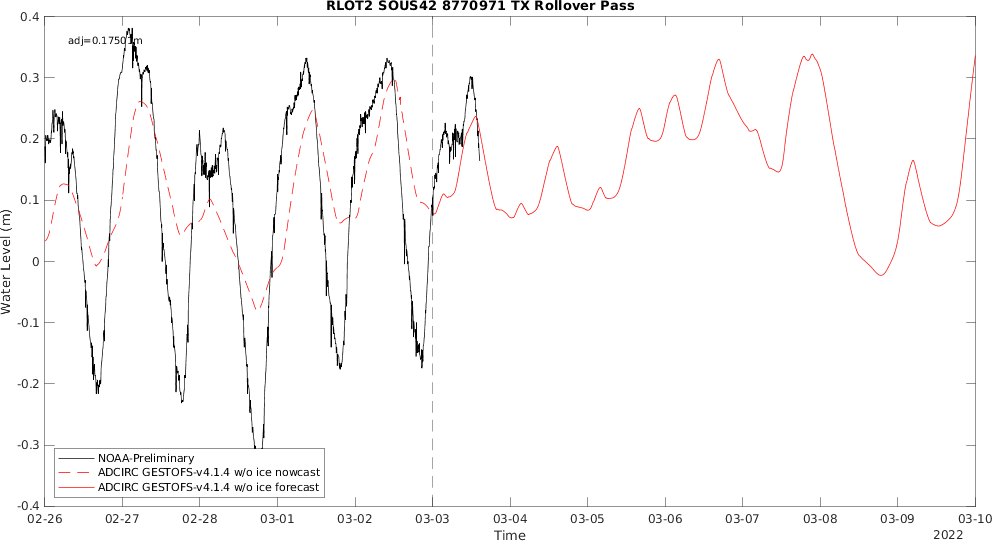 RLOT2 SOUS42 8770971 TX Rollover Pass
adj=0.17501m
Water Level (m)
0.4
0.3
0.2
0.1
0
-0.1
-0.2
-0.3
-0.4
NOAA-Preliminary
ADCIRC GESTOFS-v4.1.4 w/o ice nowcast
ADCIRC GESTOFS-v4.1.4 w/o ice forecast
02-26 02-27 02-28 03-01 03-02 03-03 03-04 03-05 03-06 03-07 03-08 03-09 03-10
Time
2022